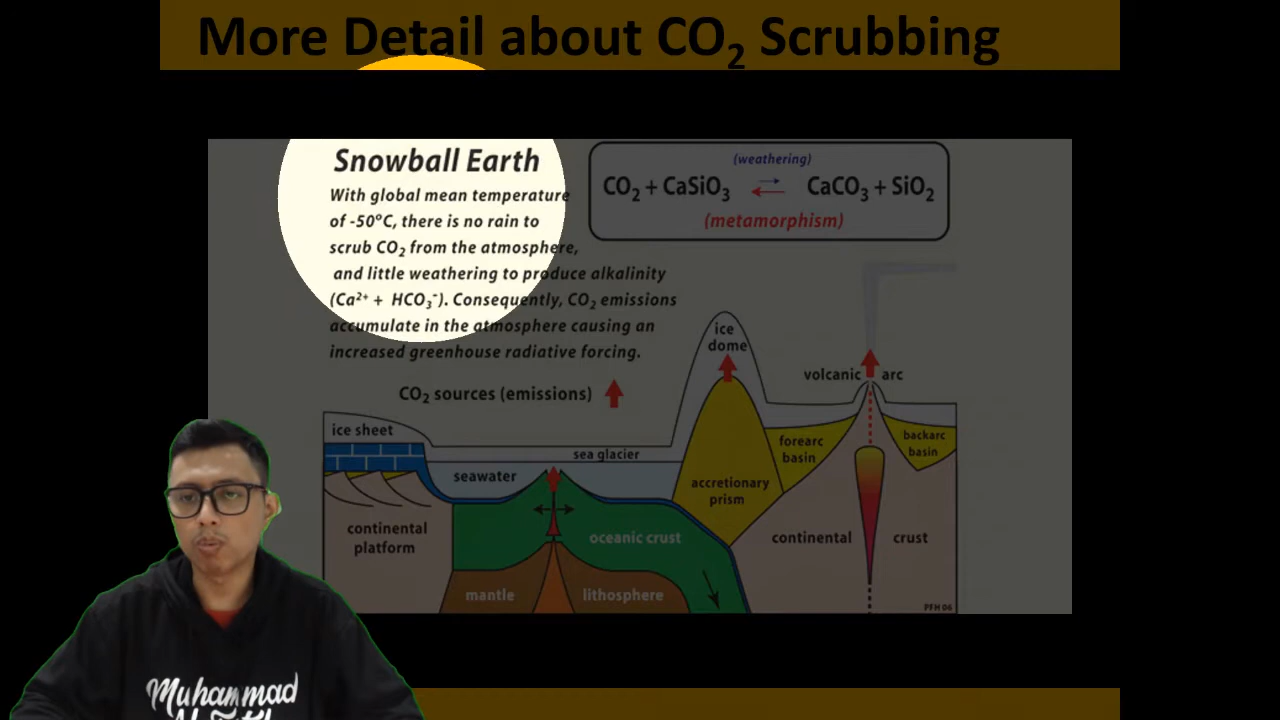 More Detail about CO₂ Scrubbing
Snowball Earth
With global mean temperature
of -50°C, there is no rain to
scrub CO₂ from the atmosphere,
and little weathering to produce alkalinity
(Ca²⁺ + HCO₃⁻). Consequently, CO₂ emissions
accumulate in the atmosphere causing an
increased greenhouse radiative forcing.
(weathering)
CO₂ + CaSiO₃ CaCO₃ + SiO₂
(metamorphism)
CO₂ sources (emissions)
ice
dome
volcanic arc
ice sheet
sea glacier
seawater
forearc
basin
backarc
basin
accretionary
prism
continental
platform
oceanic crust
continental crust
mantle lithosphere
PFH 06
Muhammad